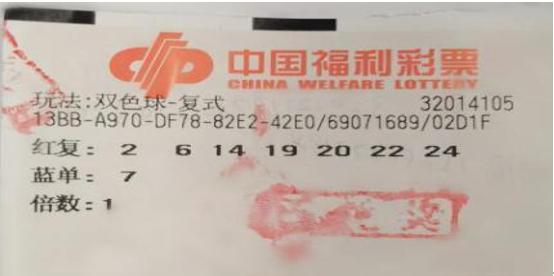 中国福利彩票
CHINA WELFARE LOTTERY
玩法:双色球-复式 32014105
13BB-A970-DF78-82E2-42E0/69071689/02D1F
红复: 2 6 14 19 20 22 24
蓝单: 7
倍数:1